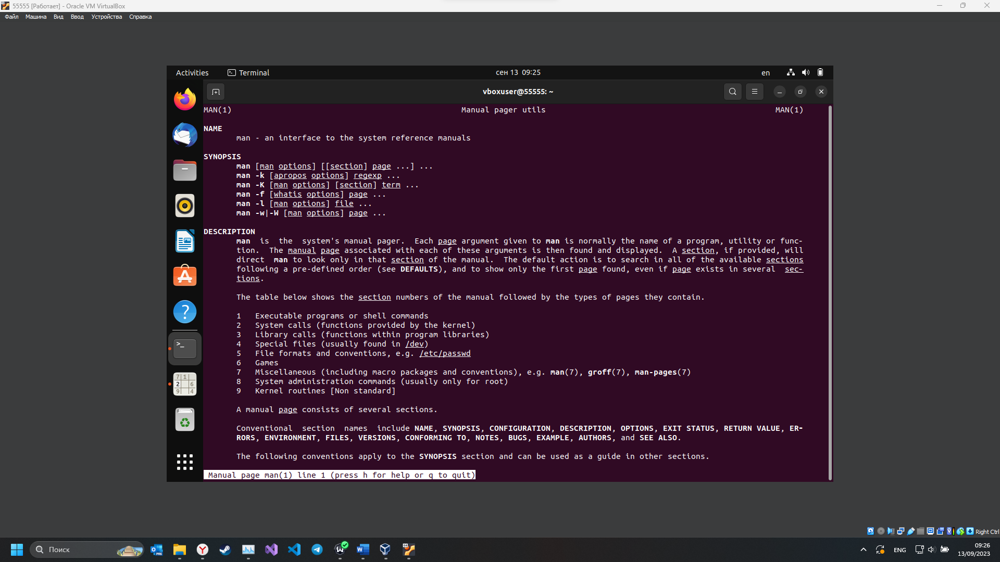 55555 [Работает] - Oracle VM VirtualBox
Файл Машина Вид Ввод Устройства Справка
Activities Terminal сен 13 09:25 en
vboxuser@55555: ~
MAN(1) Manual pager utils MAN(1)
NAME
man - an interface to the system reference manuals
SYNOPSIS
man [man options] [[section] page ...] ...
man -k [apropos options] regexp ...
man -K [man options] [section] term ...
man -f [whatis options] page ...
man -l [man options] file ...
man -w|-W [man options] page ...
DESCRIPTION
man is the system's manual pager. Each page argument given to man is normally the name of a program, utility or func-
tion. The manual page associated with each of these arguments is then found and displayed. A section, if provided, will
direct man to look only in that section of the manual. The default action is to search in all of the available sections
following a pre-defined order (see DEFAULTS), and to show only the first page found, even if page exists in several sec-
tions.
The table below shows the section numbers of the manual followed by the types of pages they contain.
1 Executable programs or shell commands
2 System calls (functions provided by the kernel)
3 Library calls (functions within program libraries)
4 Special files (usually found in /dev)
5 File formats and conventions, e.g. /etc/passwd
6 Games
7 Miscellaneous (including macro packages and conventions), e.g. man(7), groff(7), man-pages(7)
8 System administration commands (usually only for root)
9 Kernel routines [Non standard]
A manual page consists of several sections.
Conventional section names include NAME, SYNOPSIS, CONFIGURATION, DESCRIPTION, OPTIONS, EXIT STATUS, RETURN VALUE, ER-
RORS, ENVIRONMENT, FILES, VERSIONS, CONFORMING TO, NOTES, BUGS, EXAMPLE, AUTHORS, and SEE ALSO.
The following conventions apply to the SYNOPSIS section and can be used as a guide in other sections.
Manual page man(1) line 1 (press h for help or q to quit)
Right Ctrl
Поиск
ENG
09:26
13/09/2023